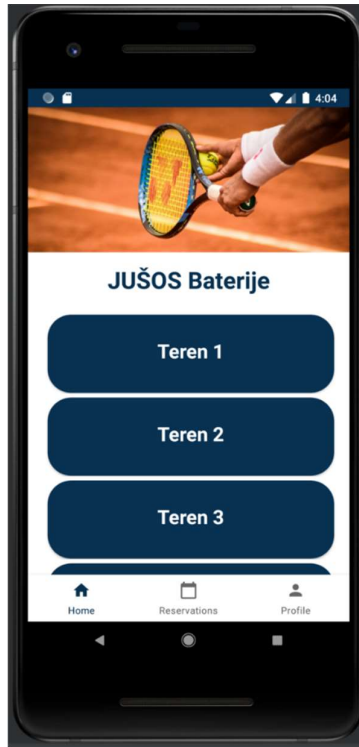 4:04
JUŠOS Baterije
Teren 1
Teren 2
Teren 3
Home
Reservations
Profile